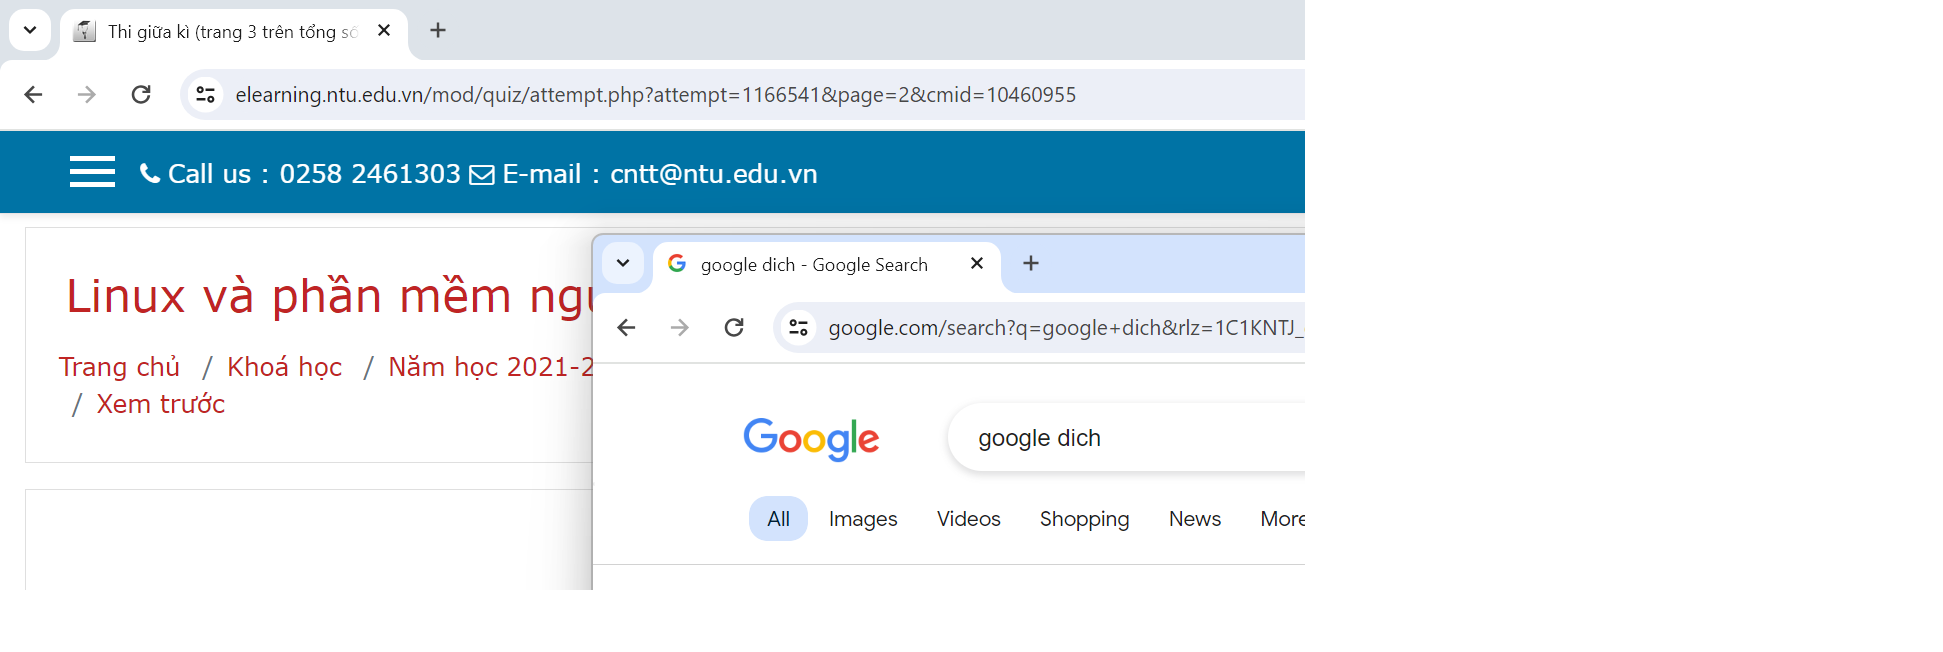 Thi giữa kì (trang 3 trên tổng số
elearning.ntu.edu.vn/mod/quiz/attempt.php?attempt=1166541&page=2&cmid=10460955
Call us : 0258 2461303 E-mail : cntt@ntu.edu.vn
Linux và phần mềm ngu
Trang chủ / Khoá học / Năm học 2021-2
/ Xem trước
google dich - Google Search
google.com/search?q=google+dich&rlz=1C1KNTJ_
Google
google dich
All Images Videos Shopping News More